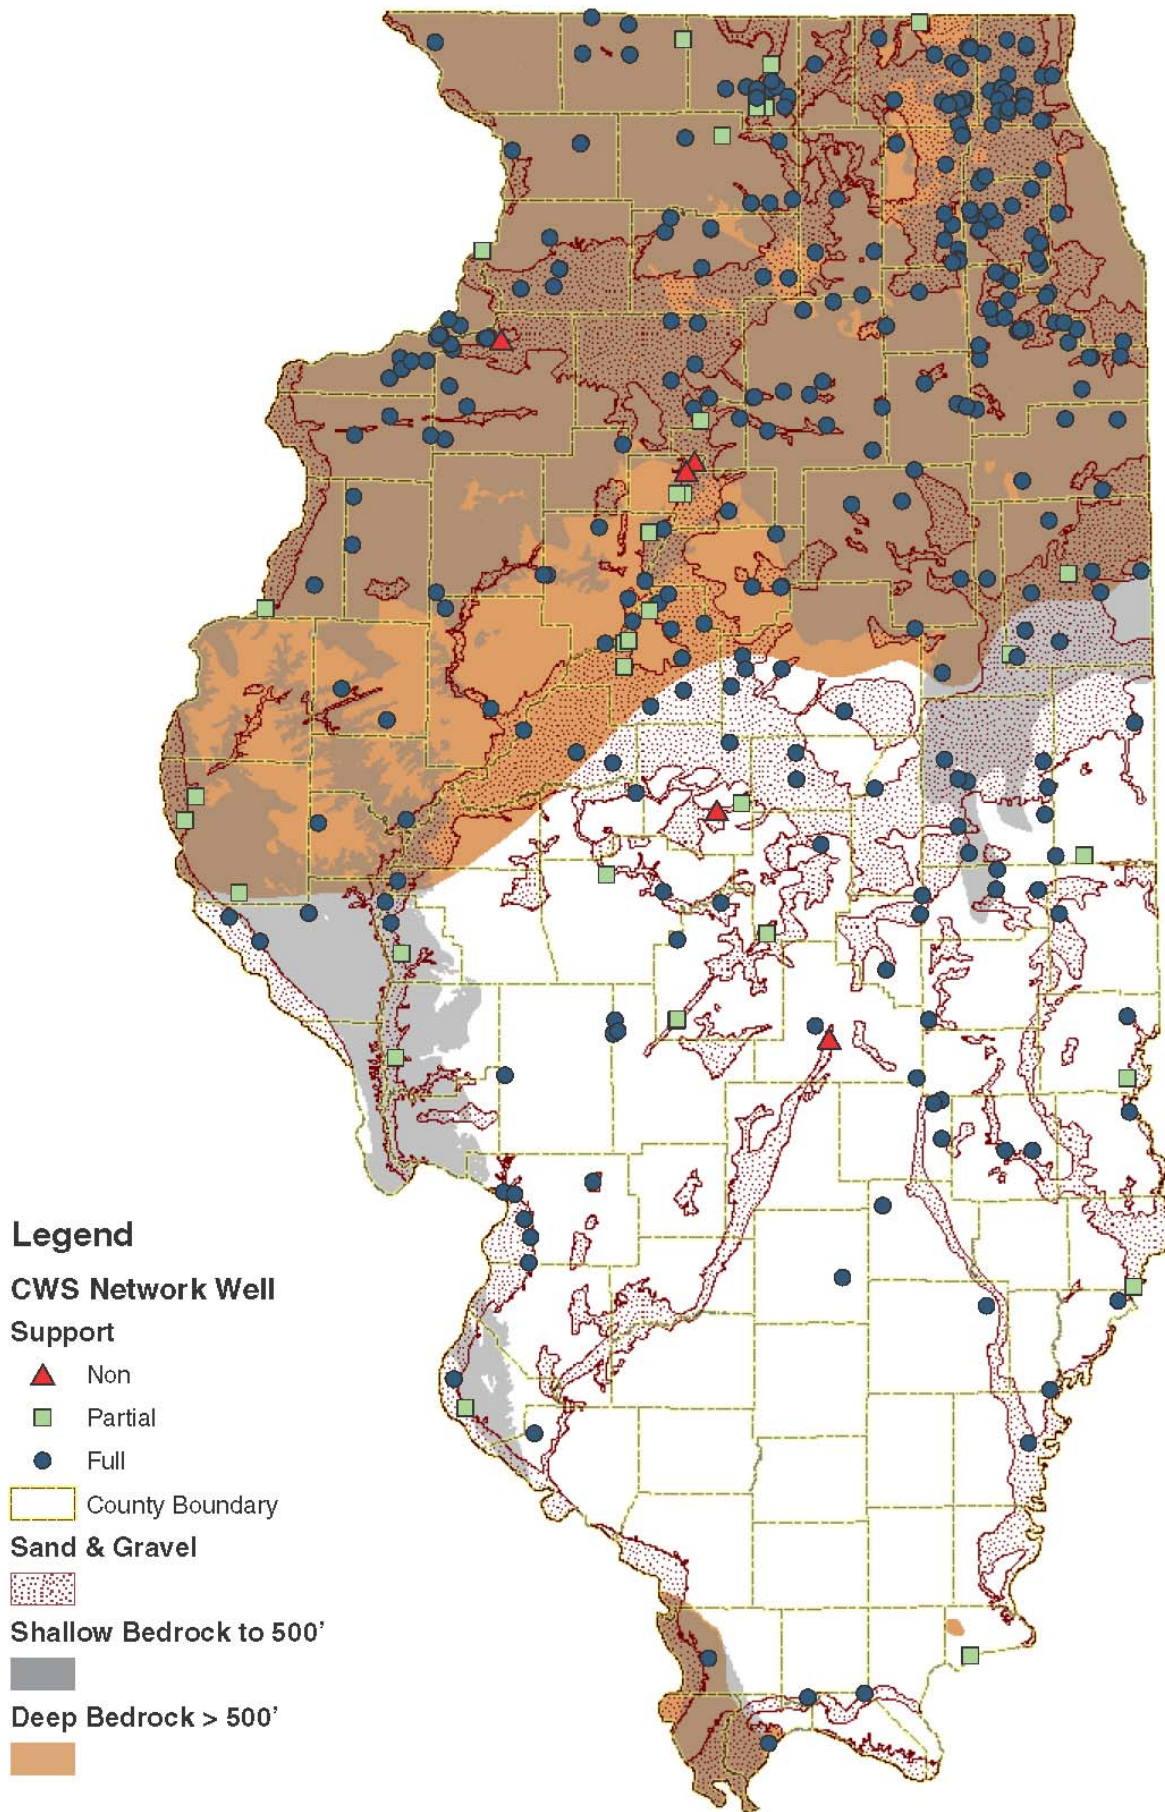 Legend
CWS Network Well
Support
Non
Partial
Full
County Boundary
Sand & Gravel
Shallow Bedrock to 500'
Deep Bedrock > 500'